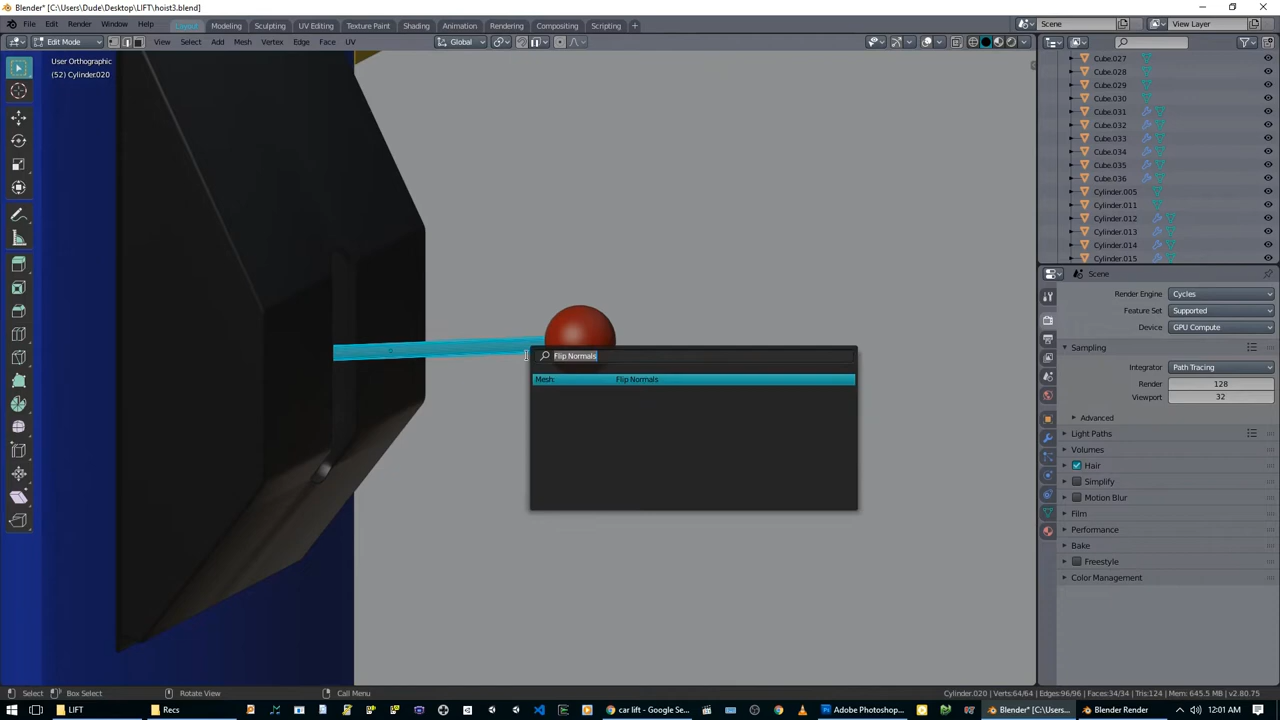 Blender* [C:\Users\Dude\Desktop\LIFT\hoist3.blend]
File Edit Render Window Help Layout Modeling Sculpting UV Editing Texture Paint Shading Animation Rendering Compositing Scripting + Scene View Layer
Edit Mode View Select Add Mesh Vertex Edge Face UV Global
User Orthographic
(52) Cylinder.020
Cube.027
Cube.028
Cube.029
Cube.030
Cube.031
Cube.032
Cube.033
Cube.034
Cube.035
Cube.036
Cylinder.005
Cylinder.011
Cylinder.012
Cylinder.013
Cylinder.014
Cylinder.015
Scene
Render Engine Cycles
Feature Set Supported
Device GPU Compute
Sampling
Integrator Path Tracing
Render 128
Viewport 32
Advanced
Light Paths
Volumes
Hair
Simplify
Motion Blur
Film
Performance
Bake
Freestyle
Color Management
Flip Normals
Mesh: Flip Normals
Select Box Select Rotate View Call Menu Cylinder.020 | Verts:64/64 | Edges:96/96 | Faces:34/34 | Tris:124 | Mem: 645.5 MB | v2.80.75
LIFT Recs car lift - Google Se... Adobe Photoshop... Blender* [C:\Users... Blender Render 12:01 AM